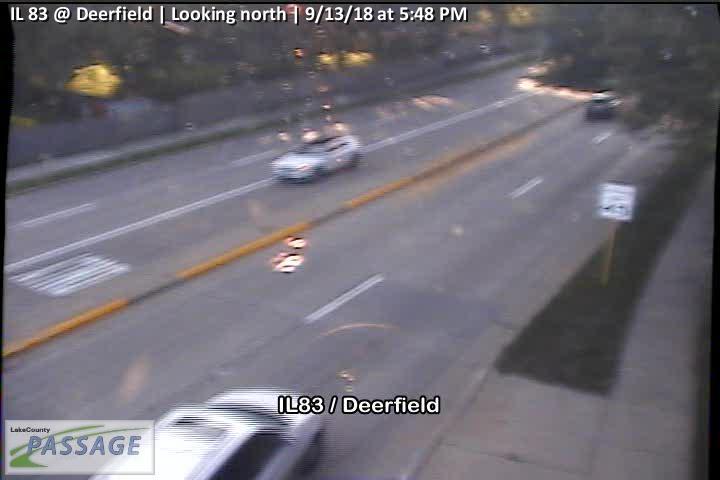 IL 83 @ Deerfield | Looking north | 9/13/18 at 5:48 PM
IL83 / Deerfield
LakeCounty
PASSAGE